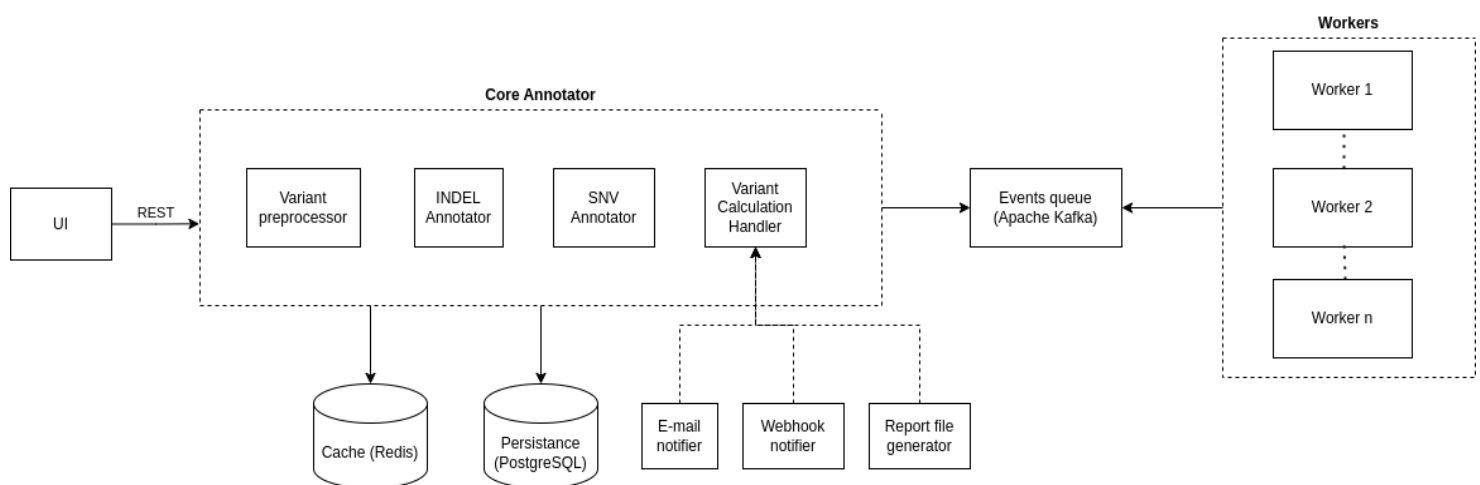 Workers
Worker 1
Core Annotator
UI
REST
Variant
preprocessor
INDEL
Annotator
SNV
Annotator
Variant
Calculation
Handler
Events queue
(Apache Kafka)
Worker 2
Worker n
Cache (Redis)
Persistance
(PostgreSQL)
E-mail
notifier
Webhook
notifier
Report file
generator